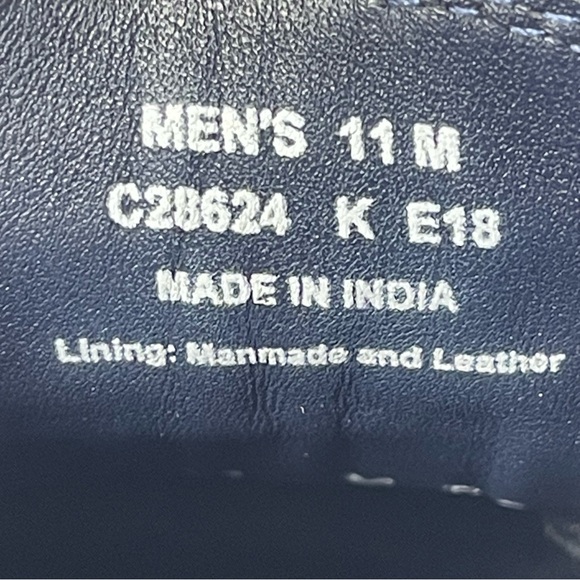 MEN'S 11 M
C28624 K E18
MADE IN INDIA
Lining: Manmade and Leather